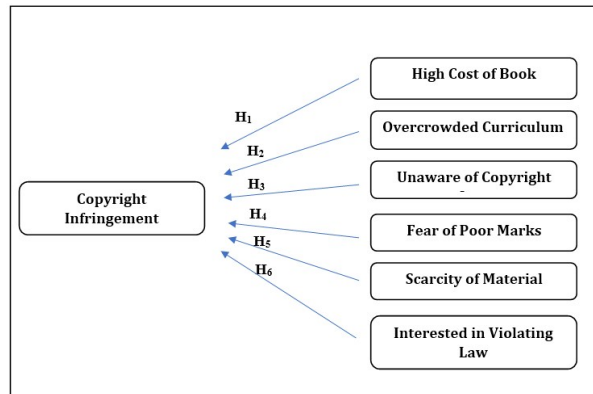 High Cost of Book
H₁
Overcrowded Curriculum
H₂
Unaware of Copyright
H₃
Copyright
Infringement
H₄
Fear of Poor Marks
H₅
Scarcity of Material
H₆
Interested in Violating
Law